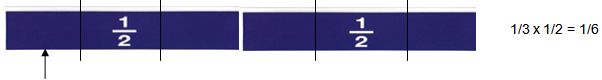 1/2 1/2 1/3 x 1/2 = 1/6